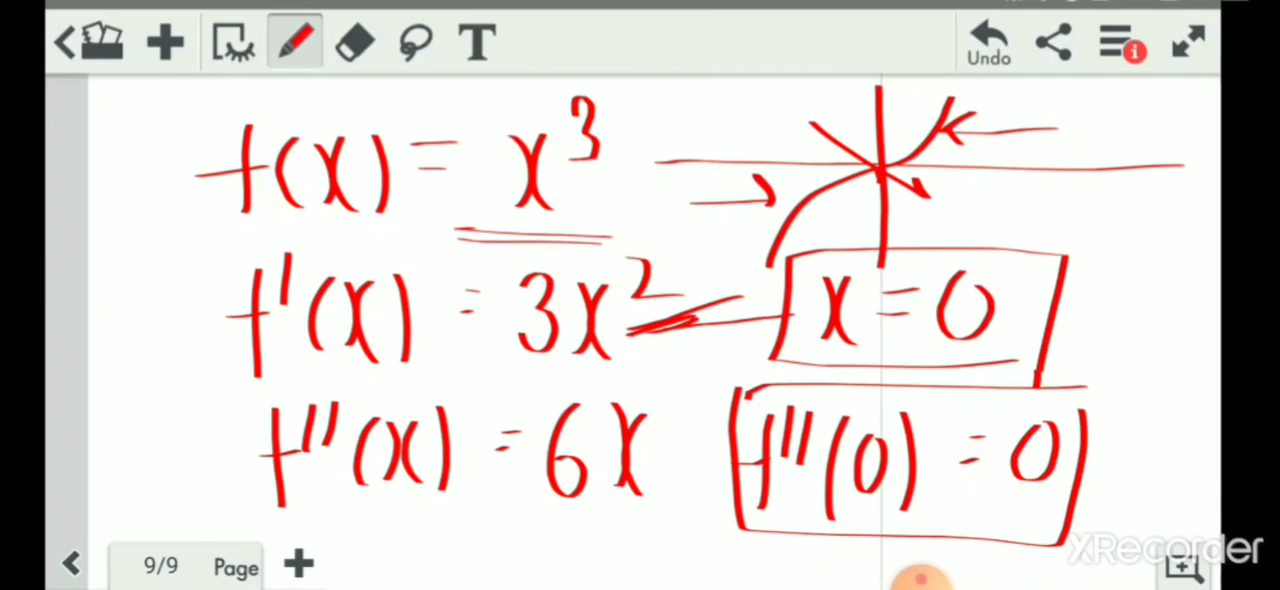 Undo
f(x) = x³
f'(x) = 3x² x = 0
f''(x) = 6x f''(0) = 0
9/9 Page
XRecorder